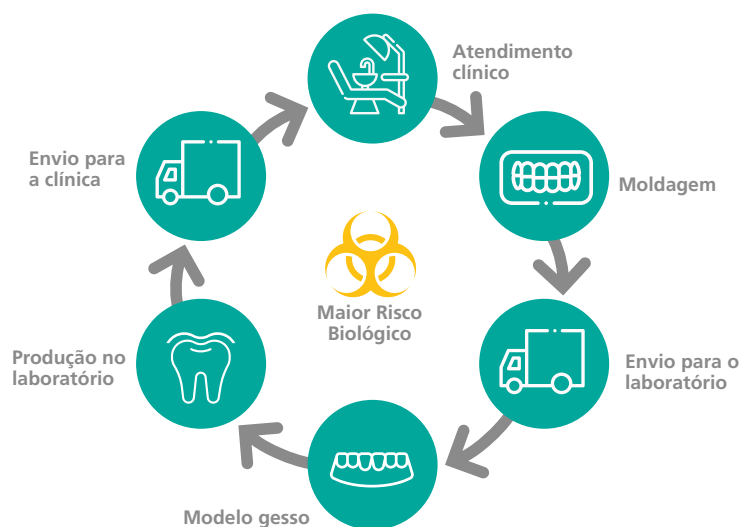 Atendimento
clínico
Moldagem
Envio para o
laboratório
Modelo gesso
Produção no
laboratório
Envio para
a clínica
Maior Risco
Biológico